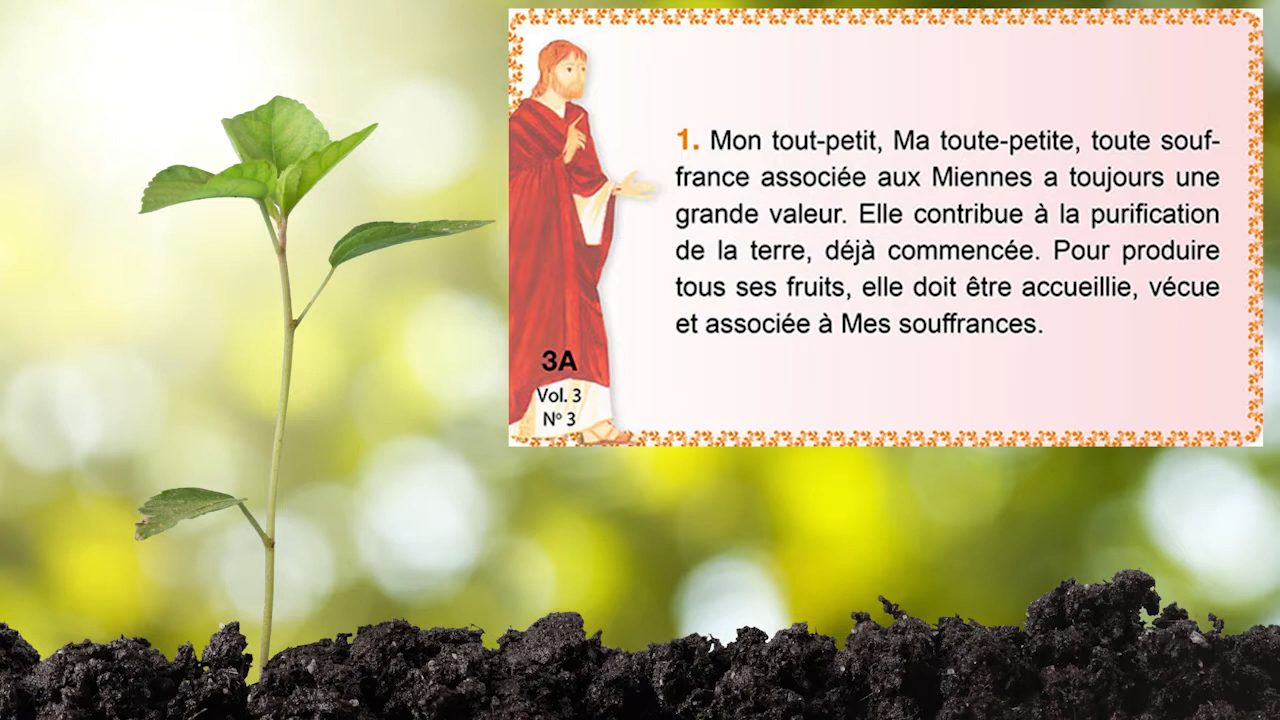 1. Mon tout-petit, Ma toute-petite, toute souf-
france associée aux Miennes a toujours une
grande valeur. Elle contribue à la purification
de la terre, déjà commencée. Pour produire
tous ses fruits, elle doit être accueillie, vécue
et associée à Mes souffrances.
3A
Vol. 3
Nº 3